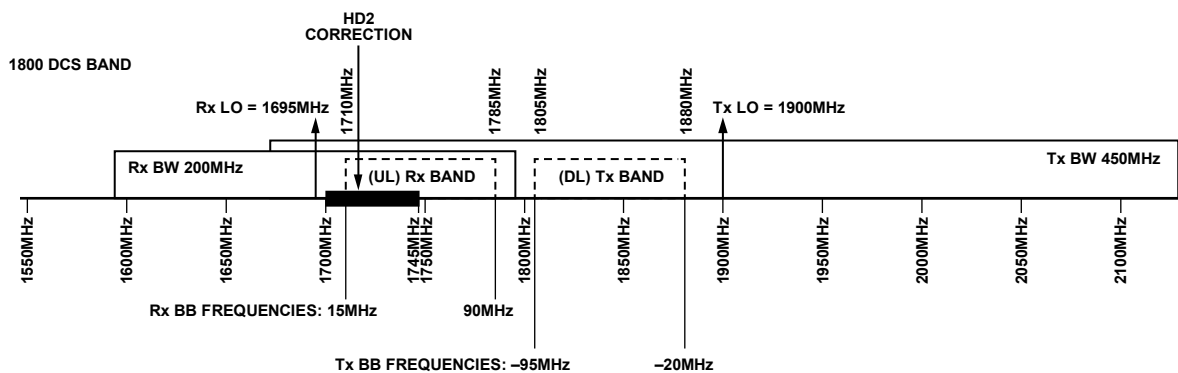 HD2
CORRECTION
1800 DCS BAND
1710MHz
1785MHz
1805MHz
1880MHz
Rx LO = 1695MHz
Tx LO = 1900MHz
Rx BW 200MHz
Tx BW 450MHz
(UL) Rx BAND
(DL) Tx BAND
1550MHz
1600MHz
1650MHz
1700MHz
1745MHz
1750MHz
1800MHz
1850MHz
1900MHz
1950MHz
2000MHz
2050MHz
2100MHz
Rx BB FREQUENCIES: 15MHz
90MHz
Tx BB FREQUENCIES: –95MHz
–20MHz